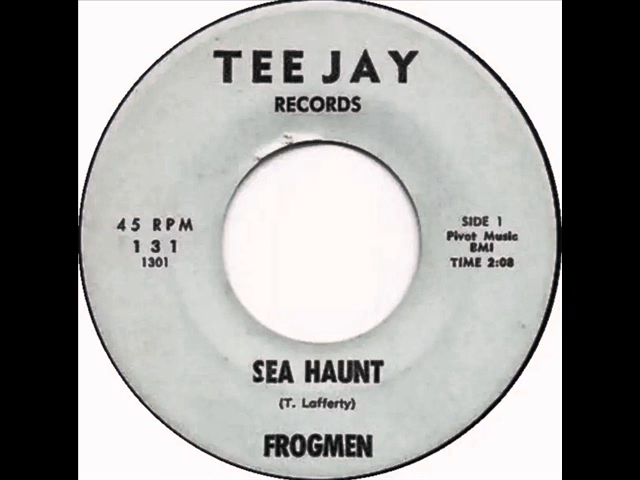 TEE JAY
RECORDS
45 RPM
131
1301
SIDE 1
Pivot Music
BMI
TIME 2:08
SEA HAUNT
(T. Lafferty)
FROGMEN